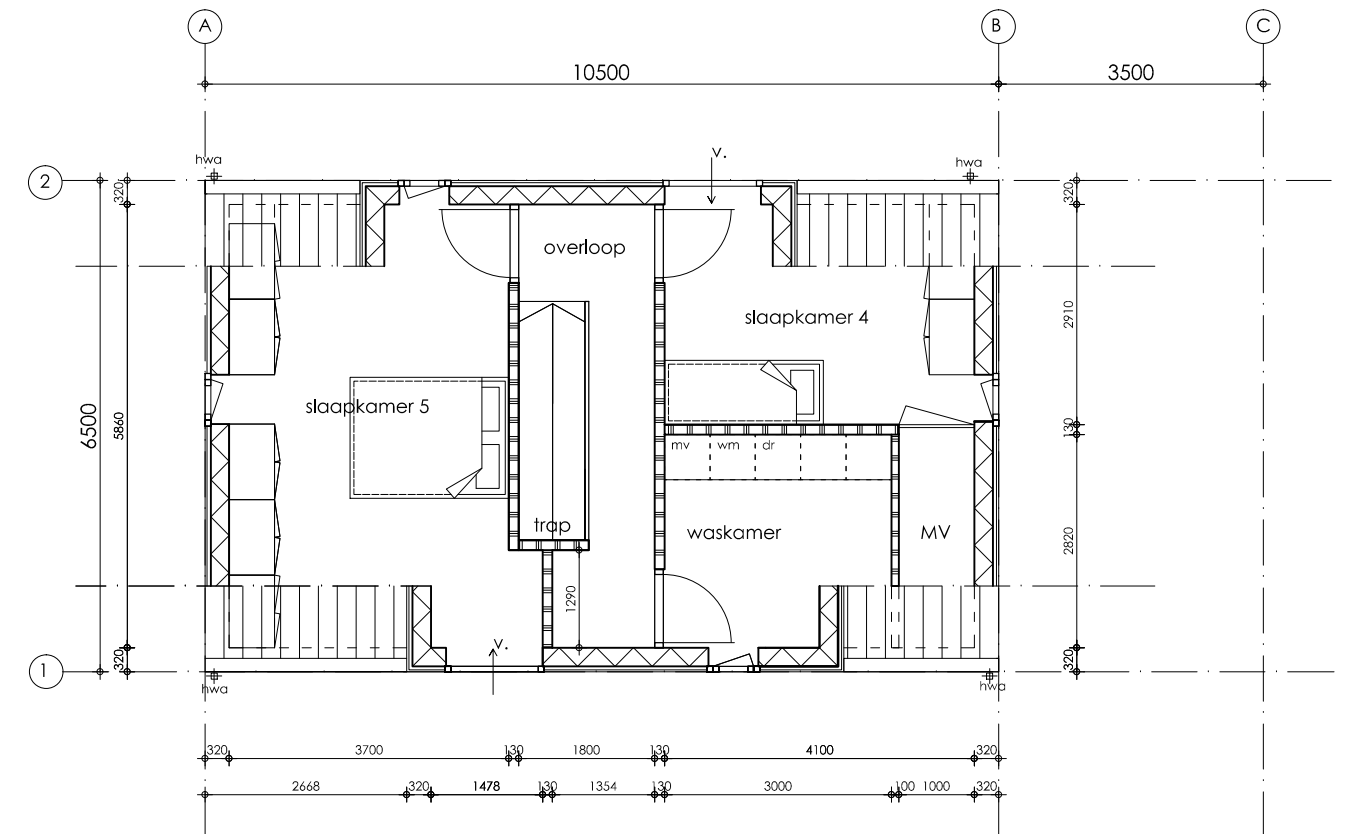 A
B
C
10500
3500
2
hwa
v.
hwa
320
320
overloop
slaapkamer 4
2910
slaapkamer 5
6500
5860
130
mv wm dr
trap
waskamer
MV
2820
1290
v.
320
320
1
hwa
hwa
320 3700 130 1800 130 4100 320
2668 320 1478 130 1354 130 3000 100 1000 320